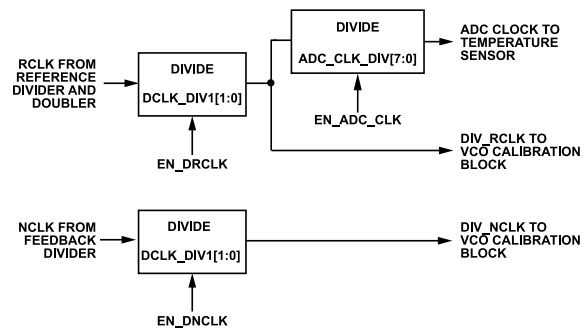 RCLK FROM
REFERENCE
DIVIDER AND
DOUBLER
DIVIDE
DCLK_DIV1[1:0]
EN_DRCLK
DIVIDE
ADC_CLK_DIV[7:0]
EN_ADC_CLK
ADC CLOCK TO
TEMPERATURE
SENSOR
DIV_RCLK TO
VCO CALIBRATION
BLOCK
NCLK FROM
FEEDBACK
DIVIDER
DIVIDE
DCLK_DIV1[1:0]
EN_DNCLK
DIV_NCLK TO
VCO CALIBRATION
BLOCK